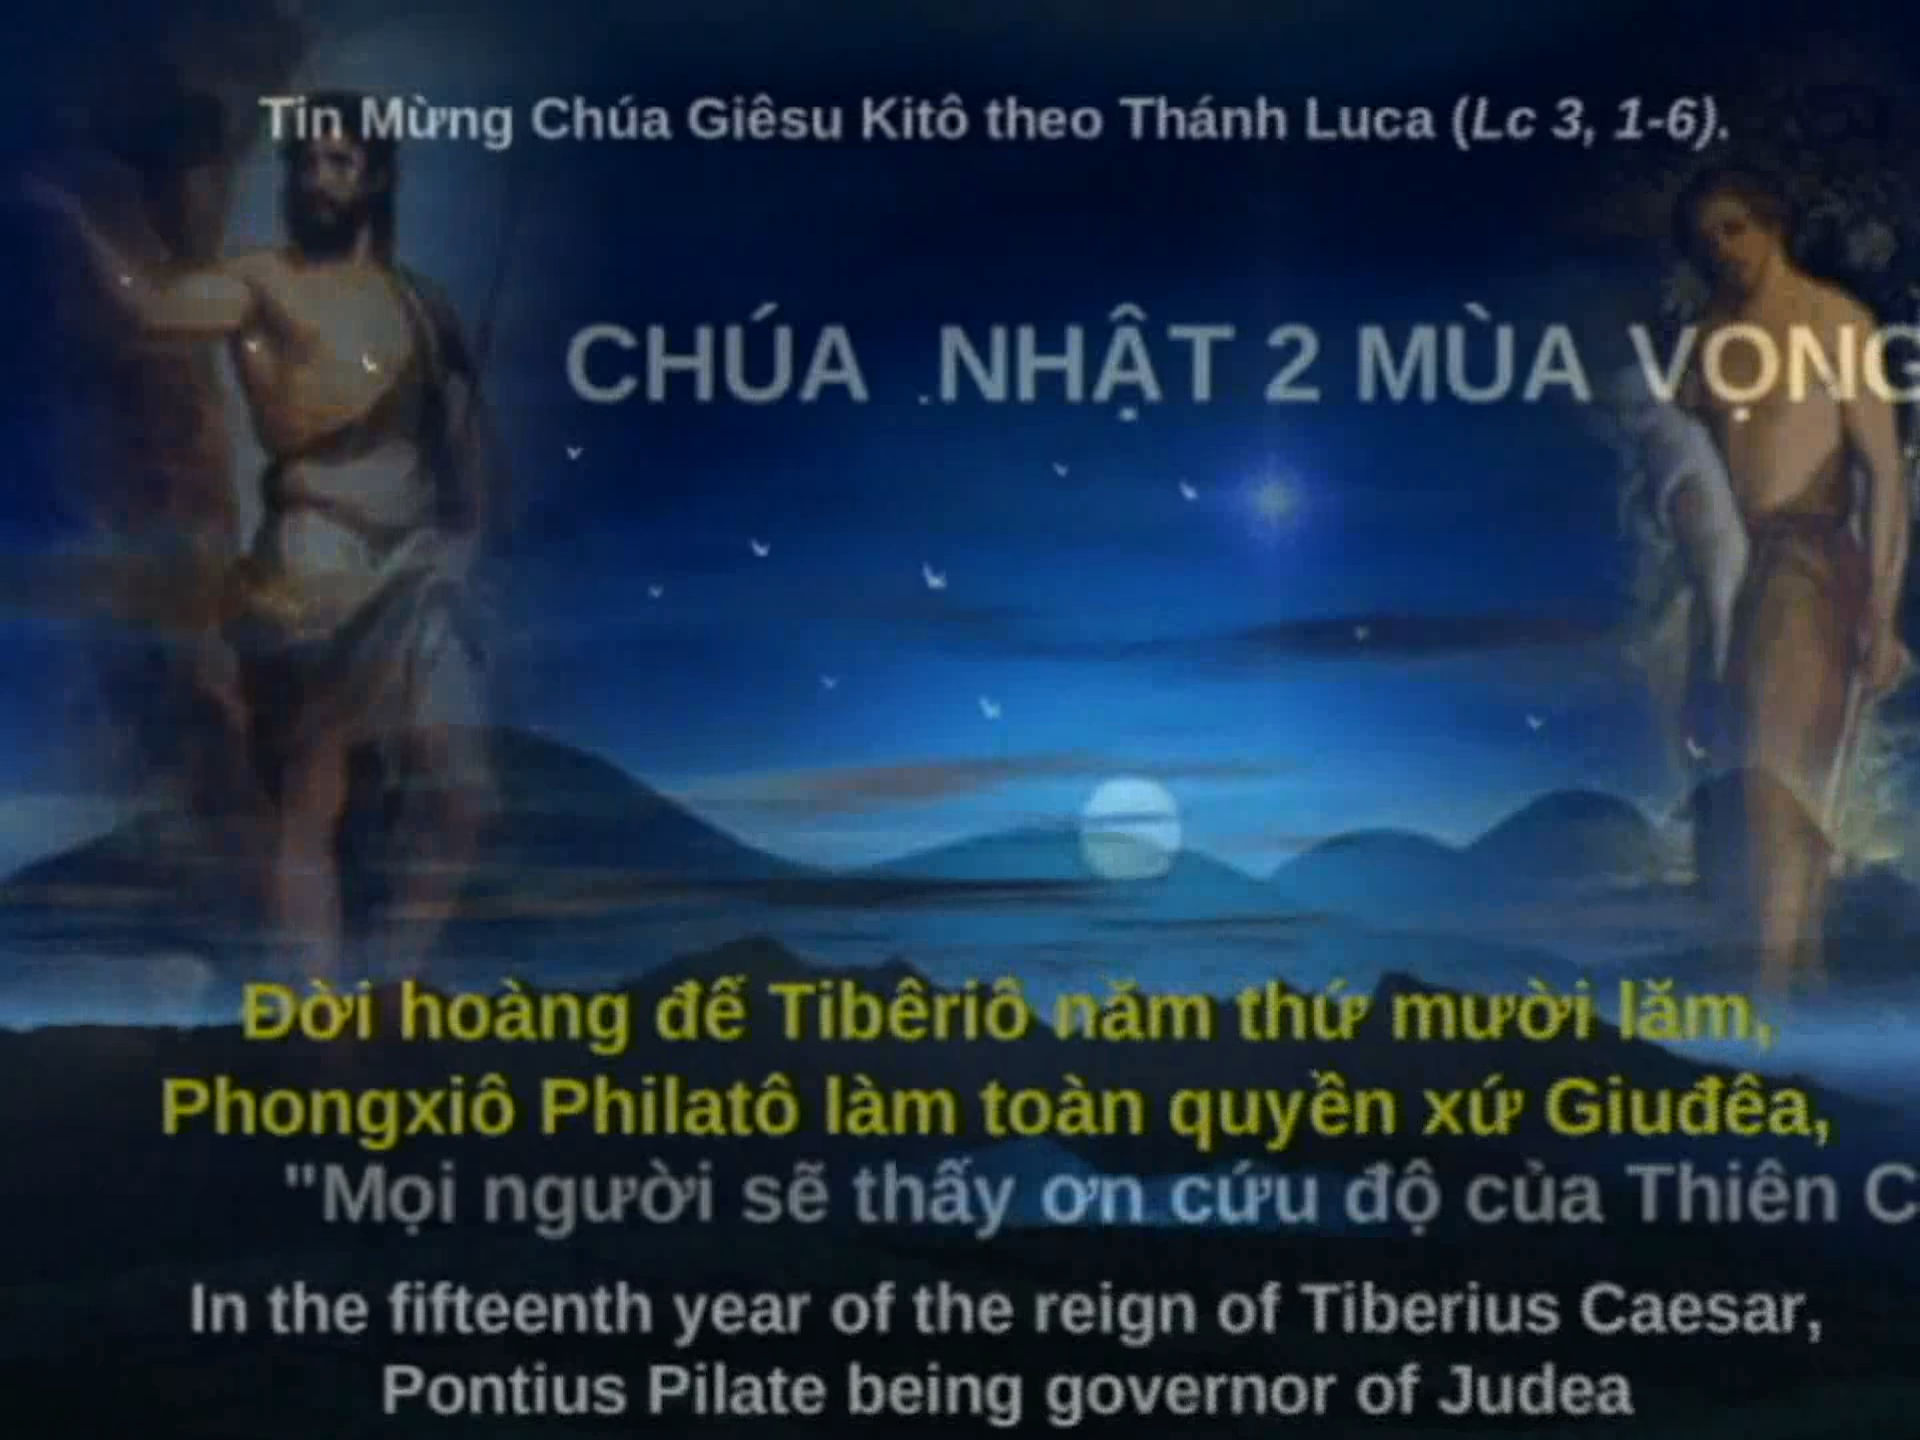 Tin Mừng Chúa Giêsu Kitô theo Thánh Luca (Lc 3, 1-6).
CHÚA NHẬT 2 MÙA VỌNG
Đời hoàng đế Tibêriô năm thứ mười lăm,
Phongxiô Philatô làm toàn quyền xứ Giuđêa,
"Mọi người sẽ thấy ơn cứu độ của Thiên C
In the fifteenth year of the reign of Tiberius Caesar,
Pontius Pilate being governor of Judea